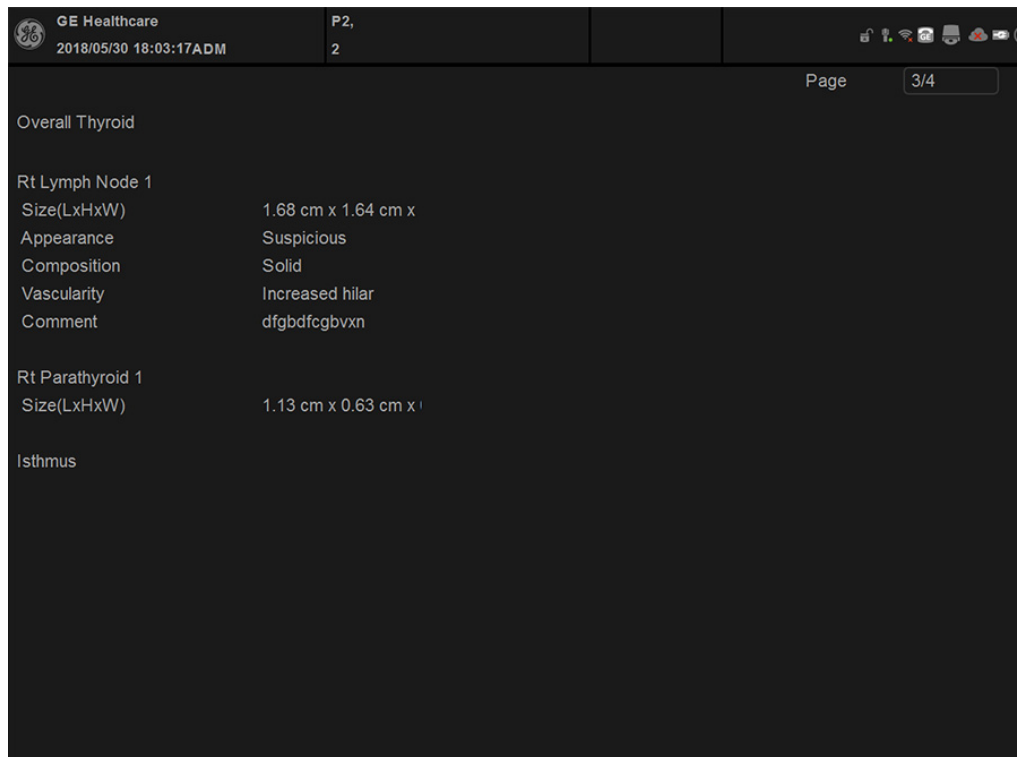 GE Healthcare
2018/05/30 18:03:17ADM
P2,
2
Page 3/4
Overall Thyroid
Rt Lymph Node 1
Size(LxHxW) 1.68 cm x 1.64 cm x
Appearance Suspicious
Composition Solid
Vascularity Increased hilar
Comment dfgbdfcgbvxn
Rt Parathyroid 1
Size(LxHxW) 1.13 cm x 0.63 cm x
Isthmus